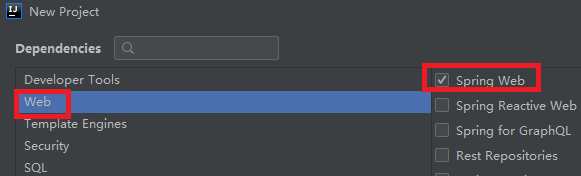 IJ New Project
Dependencies
Developer Tools
Web
Template Engines
Security
SQL
Spring Web
Spring Reactive Web
Spring for GraphQL
Rest Repositories